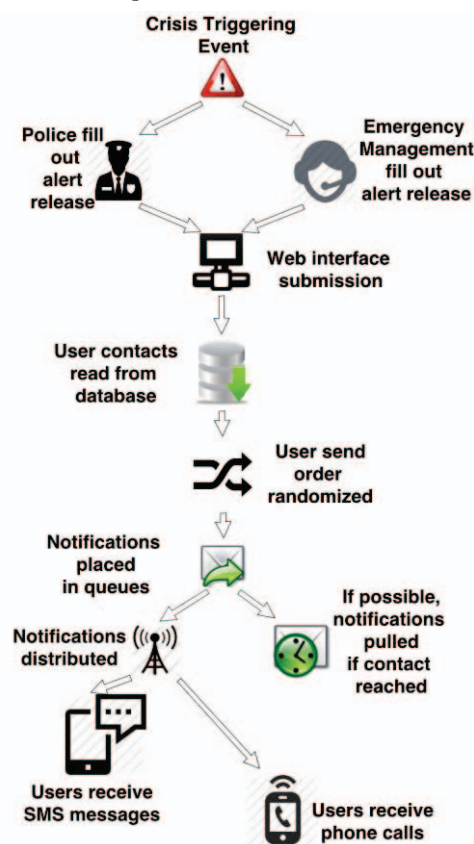 Crisis Triggering
Event
Police fill
out
alert
release
Emergency
Management
fill out
alert release
Web interface
submission
User contacts
read from
database
User send
order
randomized
Notifications
placed
in queues
If possible,
notifications
pulled
if contact
reached
Notifications
distributed
Users receive
SMS messages
Users receive
phone calls